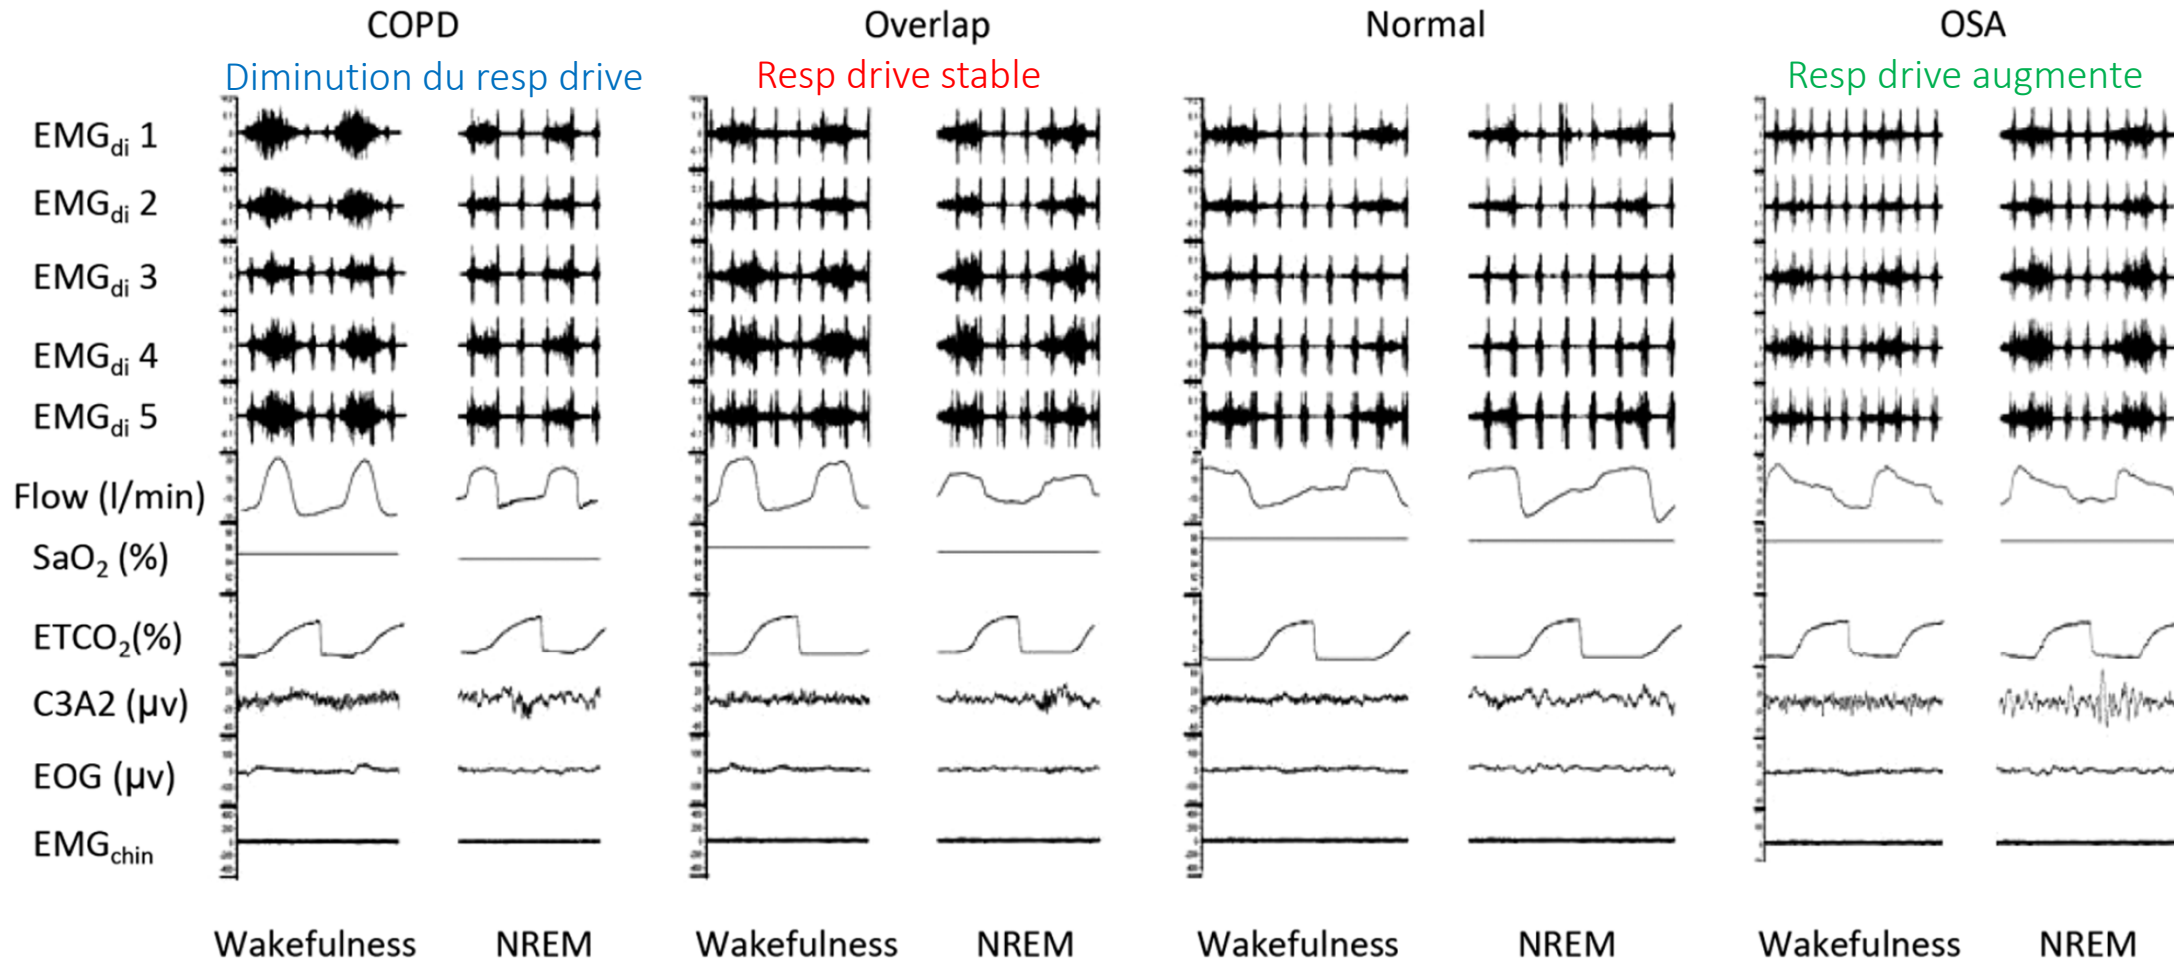 COPD Overlap Normal OSA
Diminution du resp drive Resp drive stable Resp drive augmente
EMGdi 1
EMGdi 2
EMGdi 3
EMGdi 4
EMGdi 5
Flow (l/min)
SaO2 (%)
ETCO2(%)
C3A2 (μv)
EOG (μv)
EMGchin
Wakefulness NREM Wakefulness NREM Wakefulness NREM Wakefulness NREM